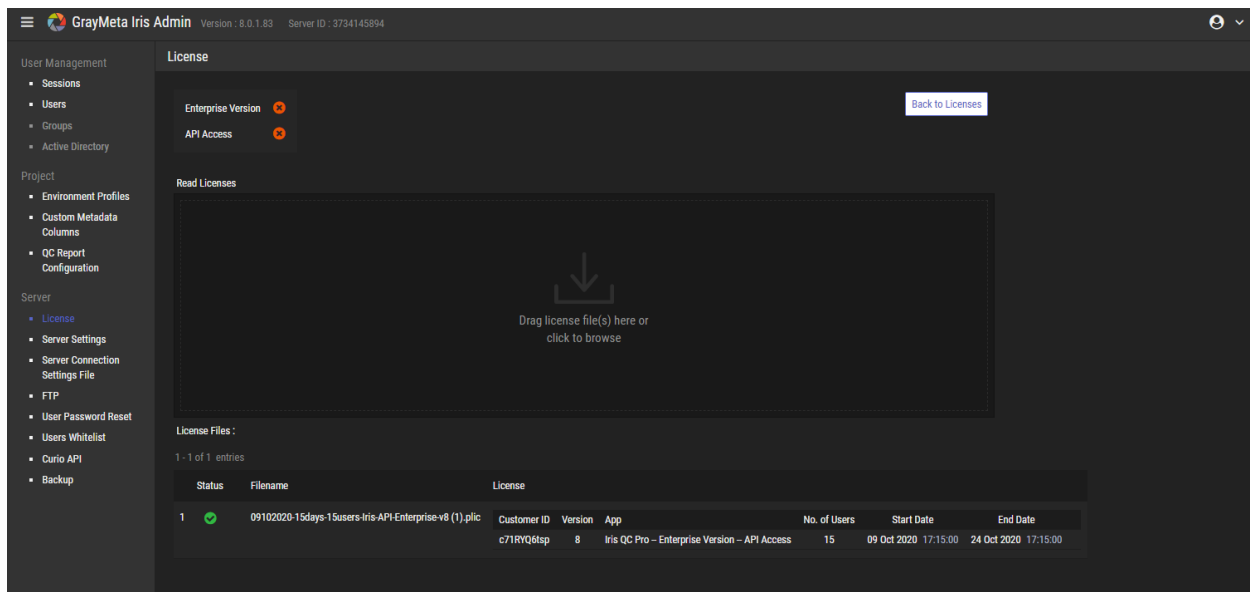 GrayMeta Iris Admin Version : 8.0.1.83 Server ID : 3734145894
User Management
Sessions
Users
Groups
Active Directory
Project
Environment Profiles
Custom Metadata
Columns
QC Report
Configuration
Server
License
Server Settings
Server Connection
Settings File
FTP
User Password Reset
Users Whitelist
Curio API
Backup
License
Enterprise Version
API Access
Back to Licenses
Read Licenses
Drag license file(s) here or
click to browse
License Files :
1 - 1 of 1 entries
Status Filename License
1 09102020-15days-15users-Iris-API-Enterprise-v8 (1).plic
Customer ID Version App No. of Users Start Date End Date
c71RYQ6tsp 8 Iris QC Pro – Enterprise Version – API Access 15 09 Oct 2020 17:15:00 24 Oct 2020 17:15:00